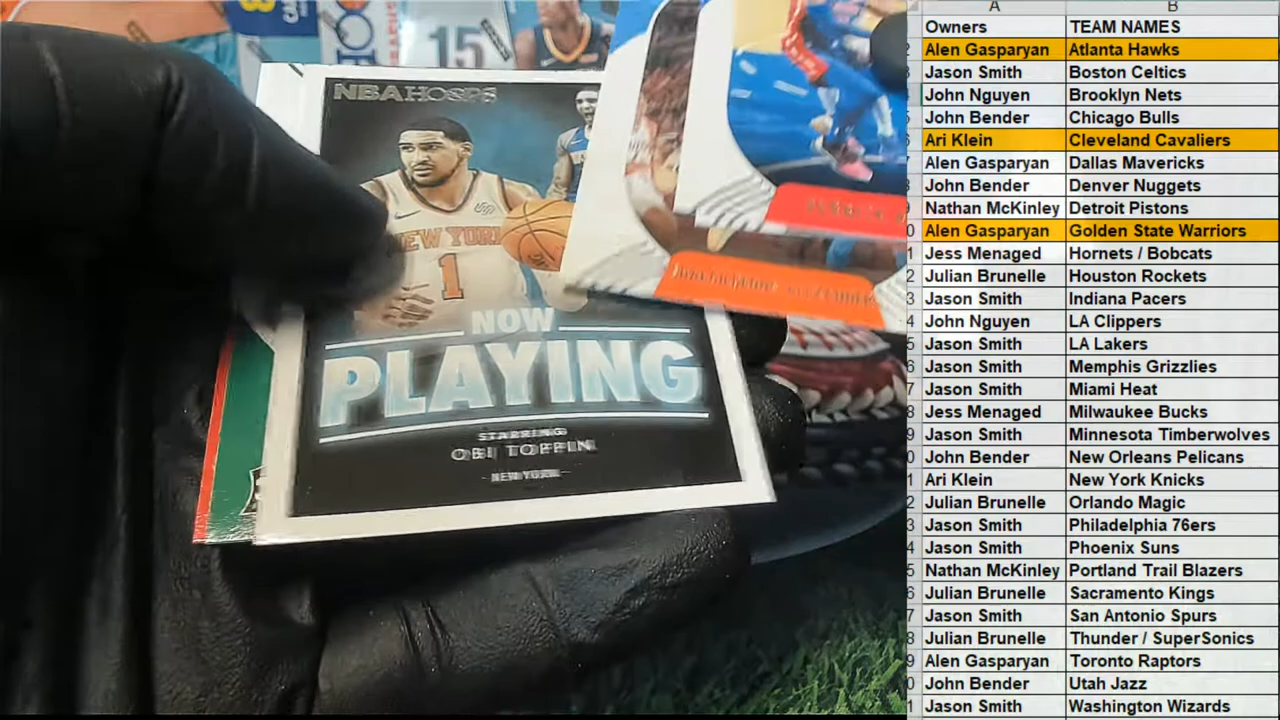 15
NBA HOOPS
NEW YORK
1
NOW
PLAYING
STARRING
OBI TOPPIN
NEW YORK
A B
Owners TEAM NAMES
Alen Gasparyan Atlanta Hawks
Jason Smith Boston Celtics
John Nguyen Brooklyn Nets
John Bender Chicago Bulls
Ari Klein Cleveland Cavaliers
Alen Gasparyan Dallas Mavericks
John Bender Denver Nuggets
Nathan McKinley Detroit Pistons
Alen Gasparyan Golden State Warriors
Jess Menaged Hornets / Bobcats
Julian Brunelle Houston Rockets
Jason Smith Indiana Pacers
John Nguyen LA Clippers
Jason Smith LA Lakers
Jason Smith Memphis Grizzlies
Jason Smith Miami Heat
Jess Menaged Milwaukee Bucks
Jason Smith Minnesota Timberwolves
John Bender New Orleans Pelicans
Ari Klein New York Knicks
Julian Brunelle Orlando Magic
Jason Smith Philadelphia 76ers
Jason Smith Phoenix Suns
Nathan McKinley Portland Trail Blazers
Julian Brunelle Sacramento Kings
Jason Smith San Antonio Spurs
Julian Brunelle Thunder / SuperSonics
Alen Gasparyan Toronto Raptors
John Bender Utah Jazz
Jason Smith Washington Wizards